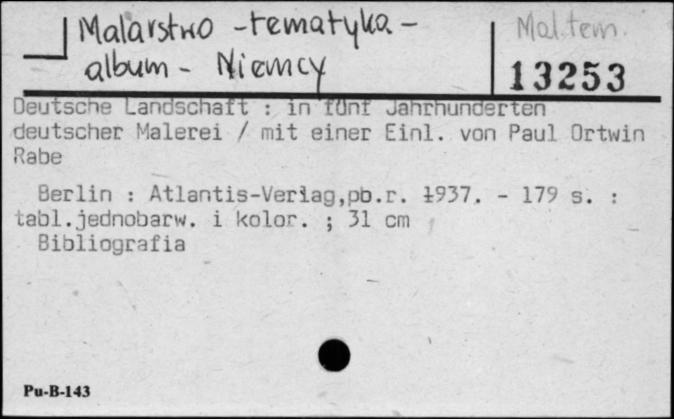 Malarstwo - tematyka -
album - Niemcy
Mal. tem.
13253
Deutsche Landschaft : in fünf Jahrhunderten
deutscher Malerei / mit einer Einl. von Paul Ortwin
Rabe
Berlin : Atlantis-Verlag,pb.r. 1937. - 179 s. :
tabl.jednobarw. i kolor. ; 31 cm
Bibliografia
Pu-B-143